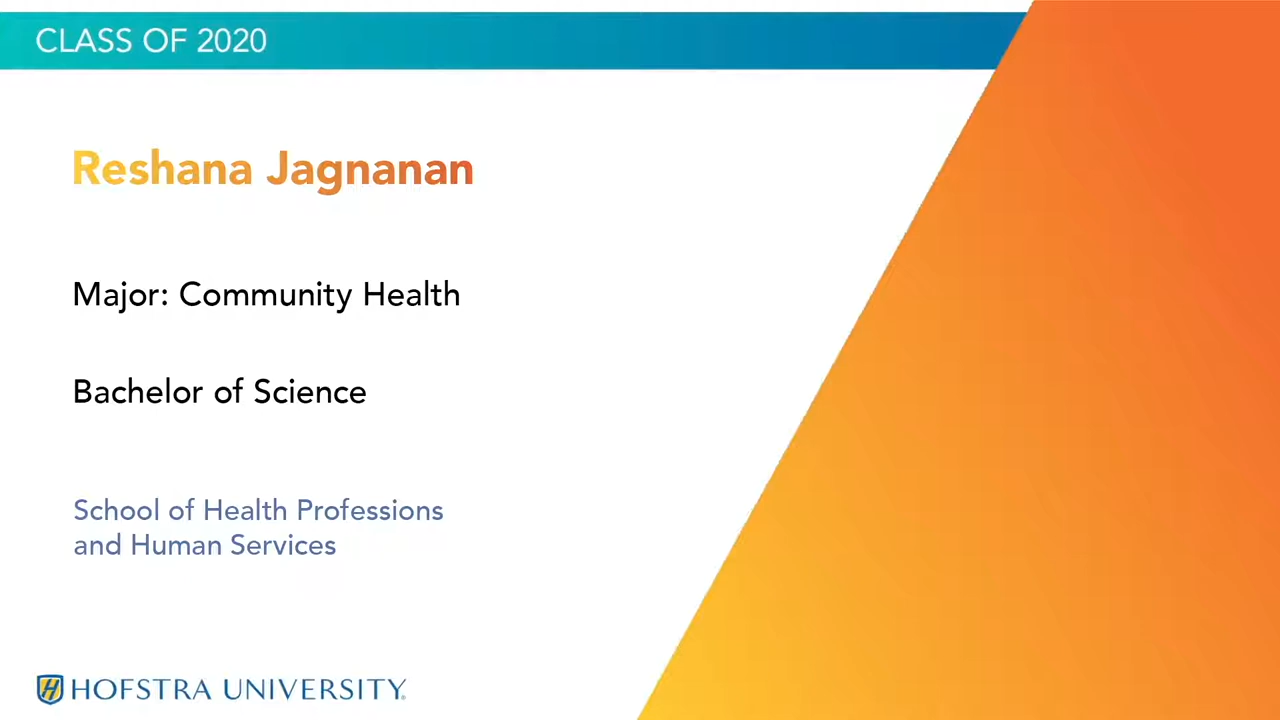 CLASS OF 2020
Reshana Jagnanan
Major: Community Health
Bachelor of Science
School of Health Professions
and Human Services
HOFSTRA UNIVERSITY